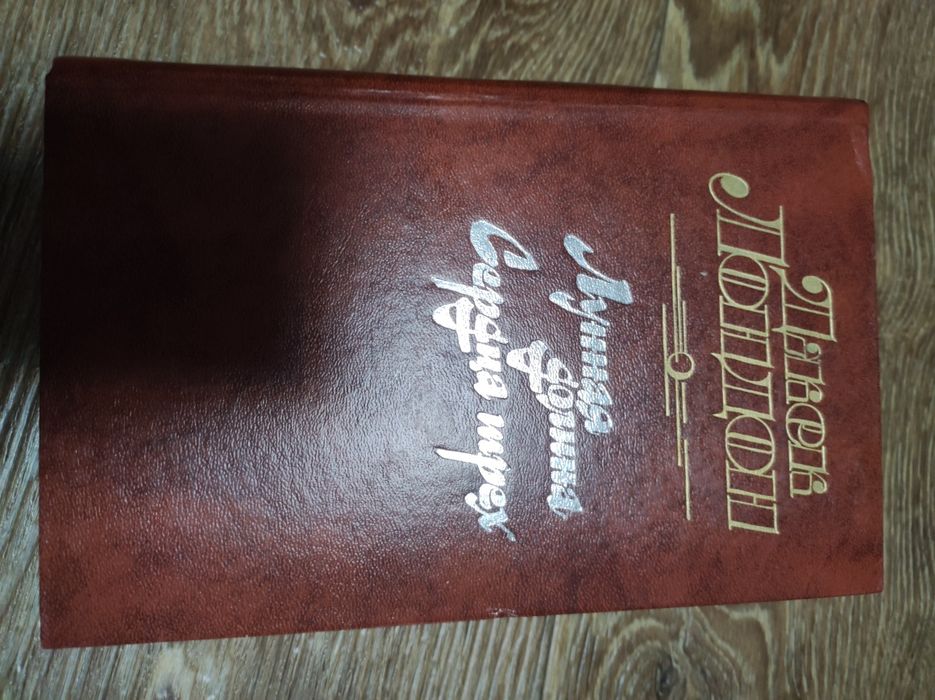 Джек
ЛОНДОН
Лунная
долина
Сердца трех